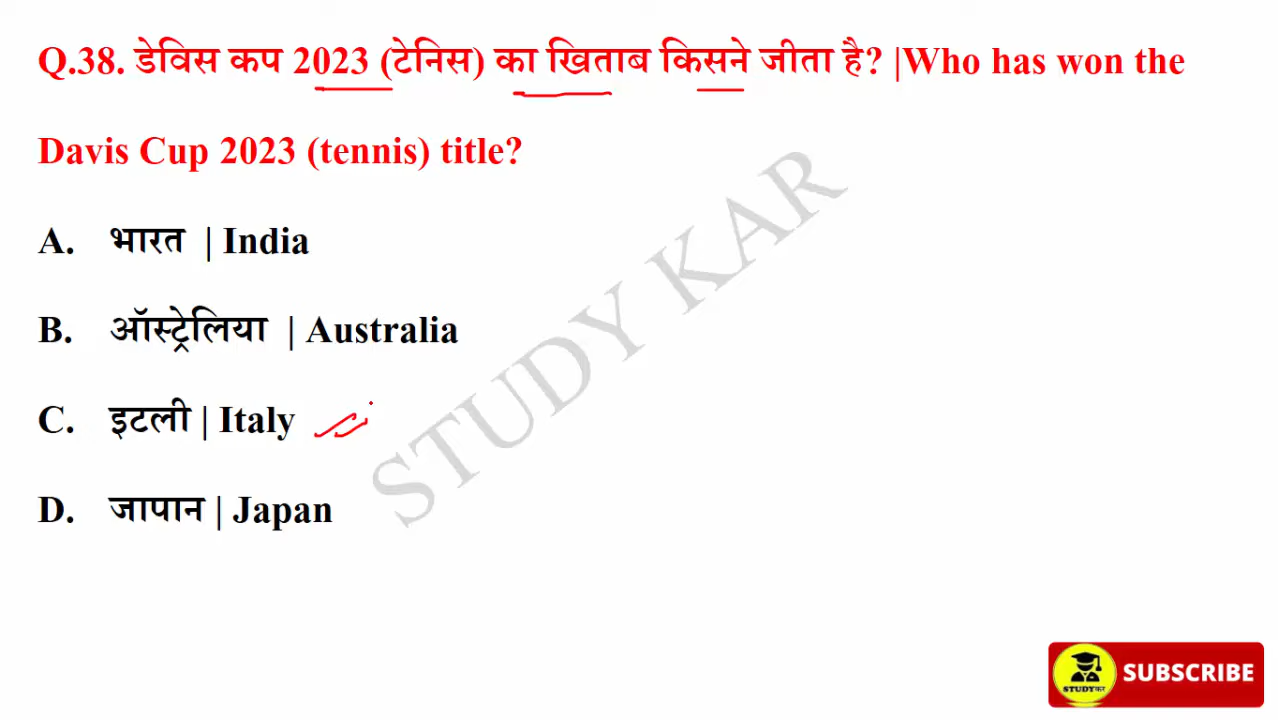 Q.38. डेविस कप 2023 (टेनिस) का खिताब किसने जीता है? |Who has won the
Davis Cup 2023 (tennis) title?
A. भारत | India
B. ऑस्ट्रेलिया | Australia
C. इटली | Italy
D. जापान | Japan
STUDY KAR
STUDYकर
SUBSCRIBE